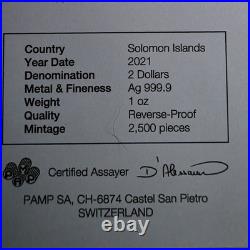 Country Solomon Islands
Year Date 2021
Denomination 2 Dollars
Metal & Fineness Ag 999.9
Weight 1 oz
Quality Reverse-Proof
Mintage 2,500 pieces
Certified Assayer D'Alessandro
PAMP SA, CH-6874 Castel San Pietro
SWITZERLAND